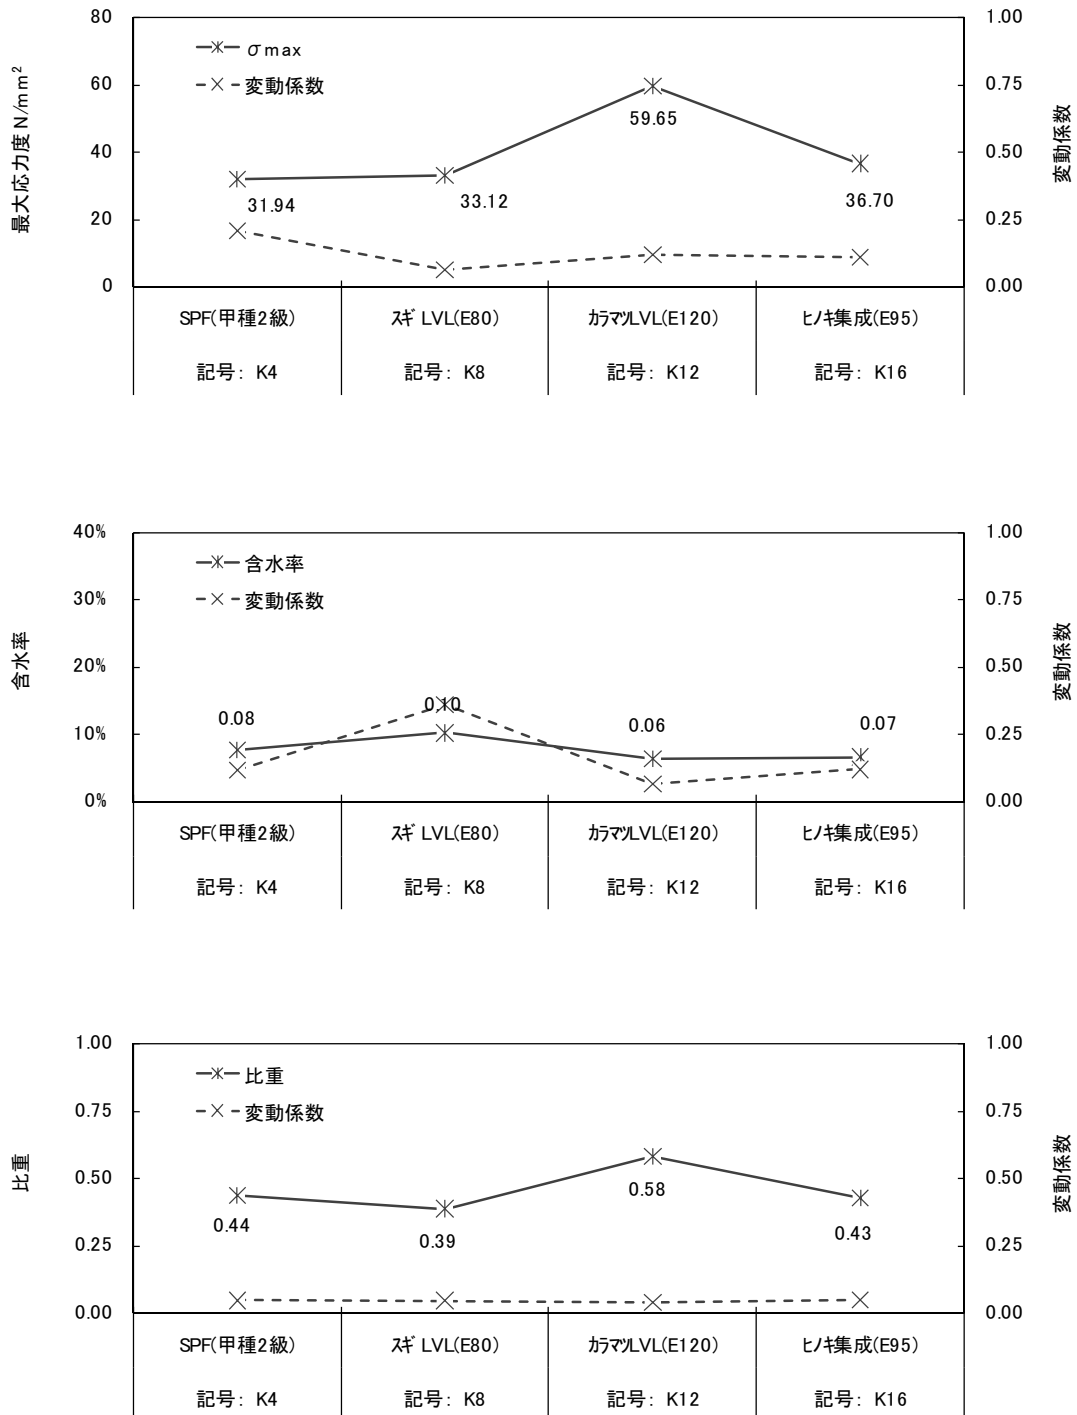 最大応力度 N/mm²
80
60
40
20
0
σmax
変動係数
31.94
33.12
59.65
36.70
1.00
0.75
0.50
0.25
0.00
変動係数
SPF(甲種2級) ｽｷﾞLVL(E80) ｶﾗﾏﾂLVL(E120) ﾋﾉｷ集成(E95)
記号: K4 記号: K8 記号: K12 記号: K16
含水率
40%
30%
20%
10%
0%
含水率
変動係数
0.08
0.10
0.06
0.07
1.00
0.75
0.50
0.25
0.00
変動係数
SPF(甲種2級) ｽｷﾞLVL(E80) ｶﾗﾏﾂLVL(E120) ﾋﾉｷ集成(E95)
記号: K4 記号: K8 記号: K12 記号: K16
比重
1.00
0.75
0.50
0.25
0.00
比重
変動係数
0.44
0.39
0.58
0.43
1.00
0.75
0.50
0.25
0.00
変動係数
SPF(甲種2級) ｽｷﾞLVL(E80) ｶﾗﾏﾂLVL(E120) ﾋﾉｷ集成(E95)
記号: K4 記号: K8 記号: K12 記号: K16